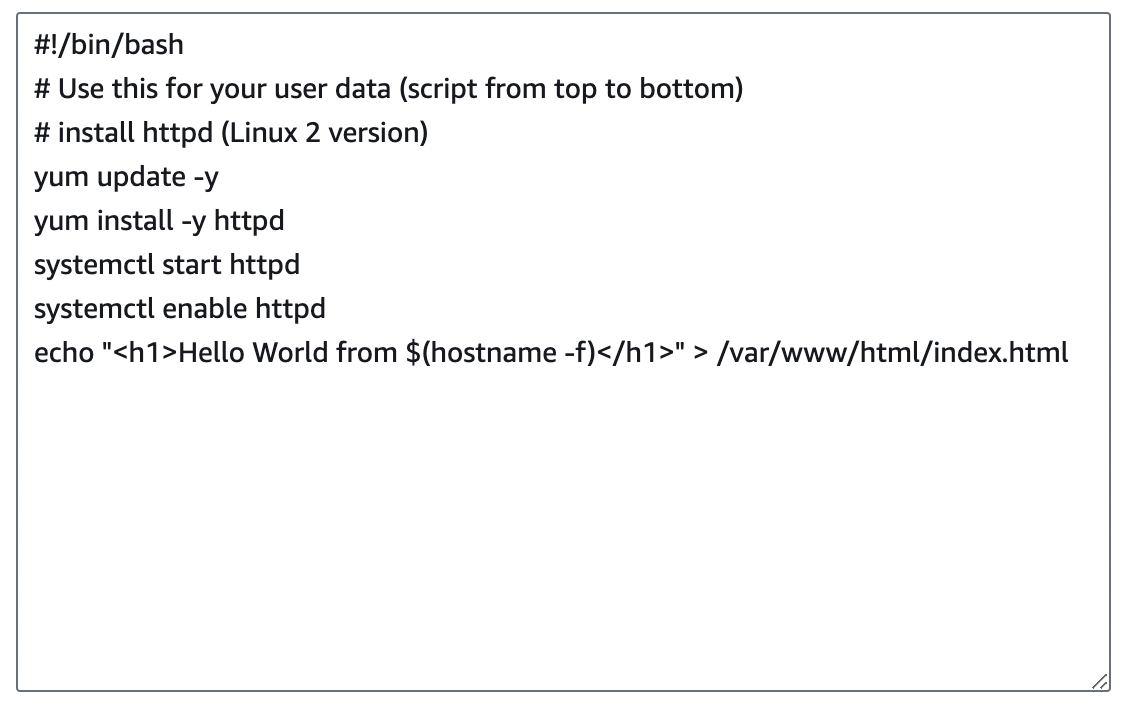 #!/bin/bash
# Use this for your user data (script from top to bottom)
# install httpd (Linux 2 version)
yum update -y
yum install -y httpd
systemctl start httpd
systemctl enable httpd
echo "<h1>Hello World from $(hostname -f)</h1>" > /var/www/html/index.html